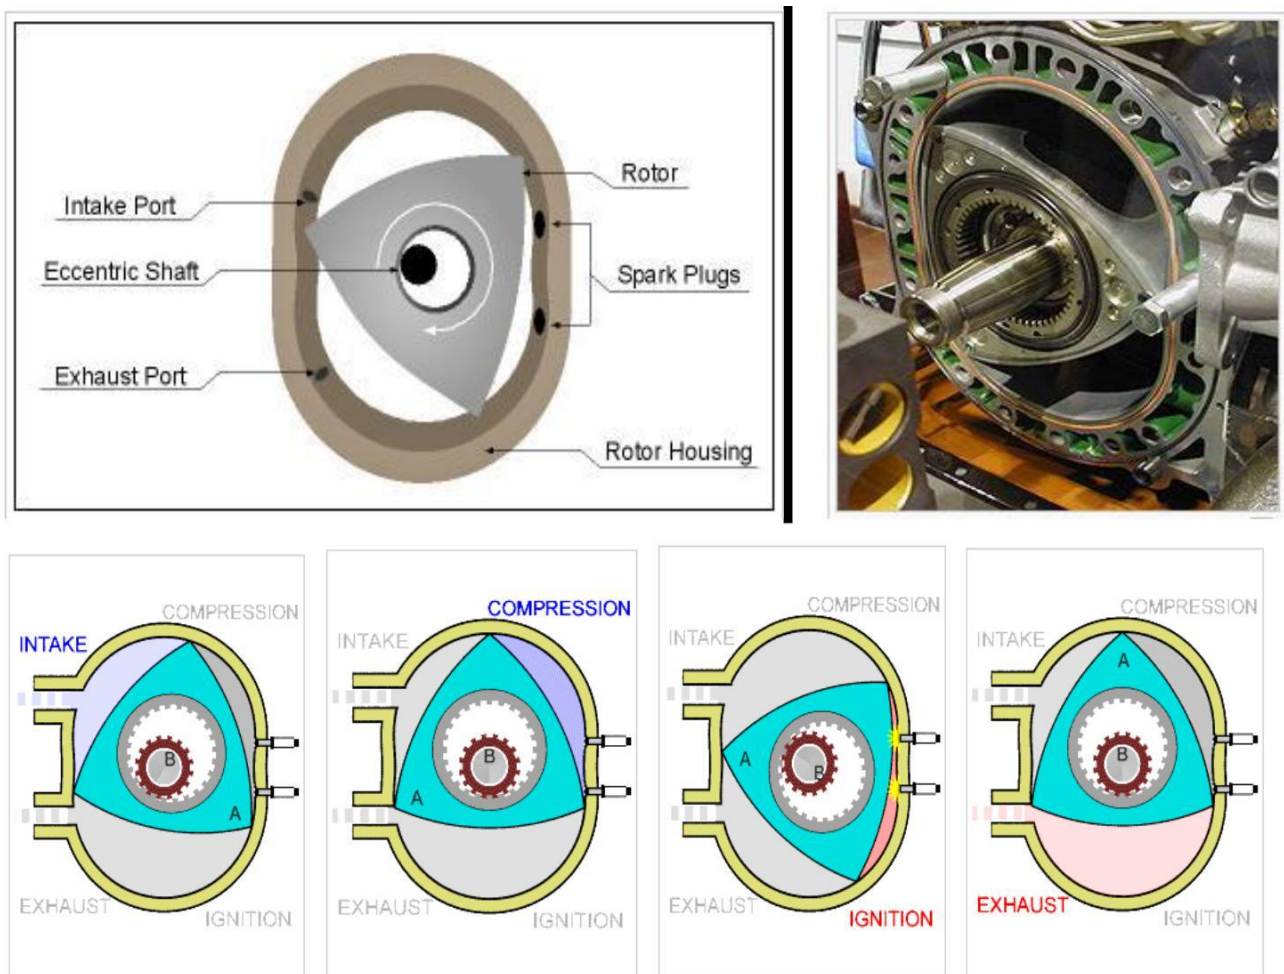 Rotor
Intake Port
Eccentric Shaft
Spark Plugs
Exhaust Port
Rotor Housing
COMPRESSION
INTAKE
B
A
EXHAUST
IGNITION
COMPRESSION
INTAKE
B
A
EXHAUST
IGNITION
COMPRESSION
INTAKE
A
B
EXHAUST
IGNITION
COMPRESSION
INTAKE
A
B
EXHAUST
IGNITION